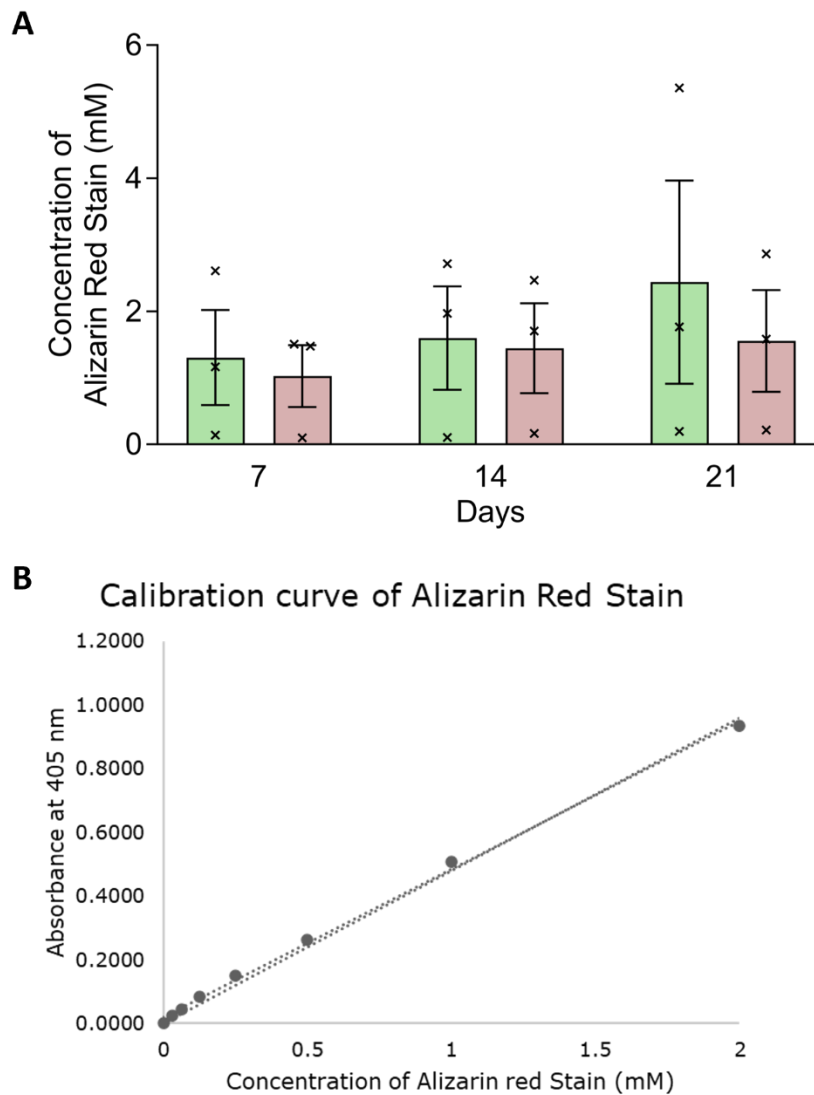 A
6
4
2
0
Concentration of
Alizarin Red Stain (mM)
7 14 21
Days
B
Calibration curve of Alizarin Red Stain
1.2000
1.0000
0.8000
0.6000
0.4000
0.2000
0.0000
Absorbance at 405 nm
0 0.5 1 1.5 2
Concentration of Alizarin red Stain (mM)